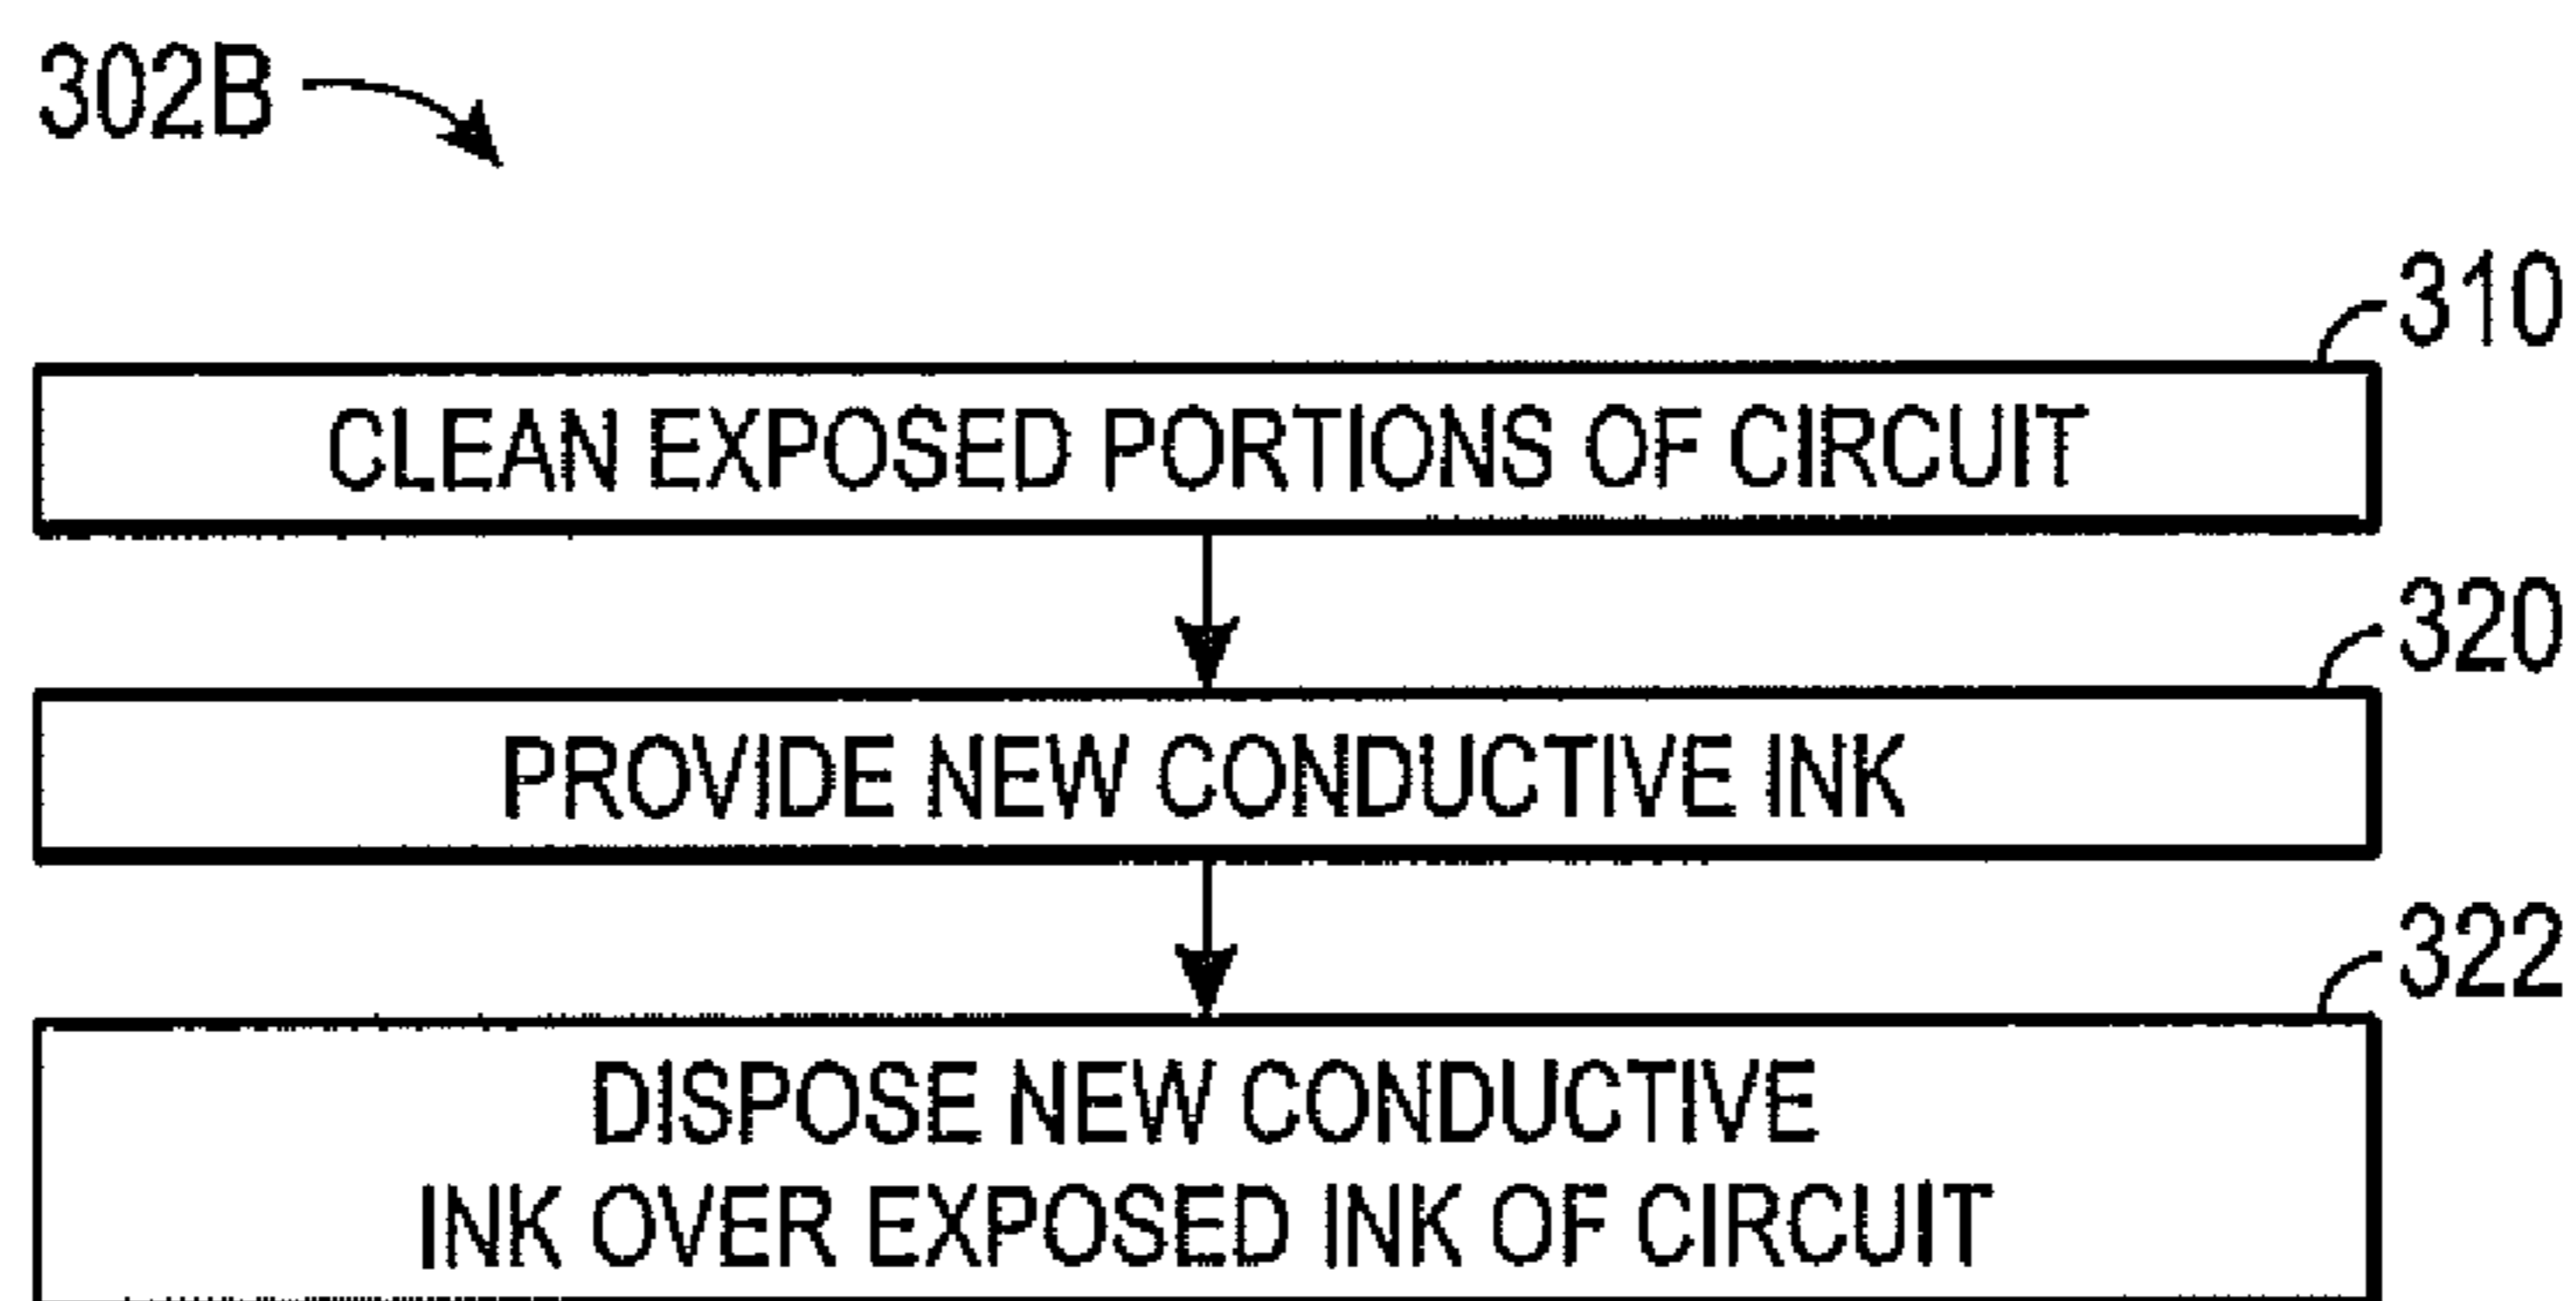 302B
310
CLEAN EXPOSED PORTIONS OF CIRCUIT
320
PROVIDE NEW CONDUCTIVE INK
322
DISPOSE NEW CONDUCTIVE
INK OVER EXPOSED INK OF CIRCUIT